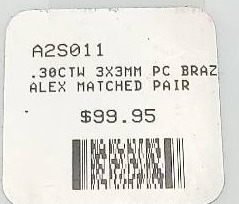 A2S011
.30CTW 3X3MM PC BRAZ
ALEX MATCHED PAIR
$99.95